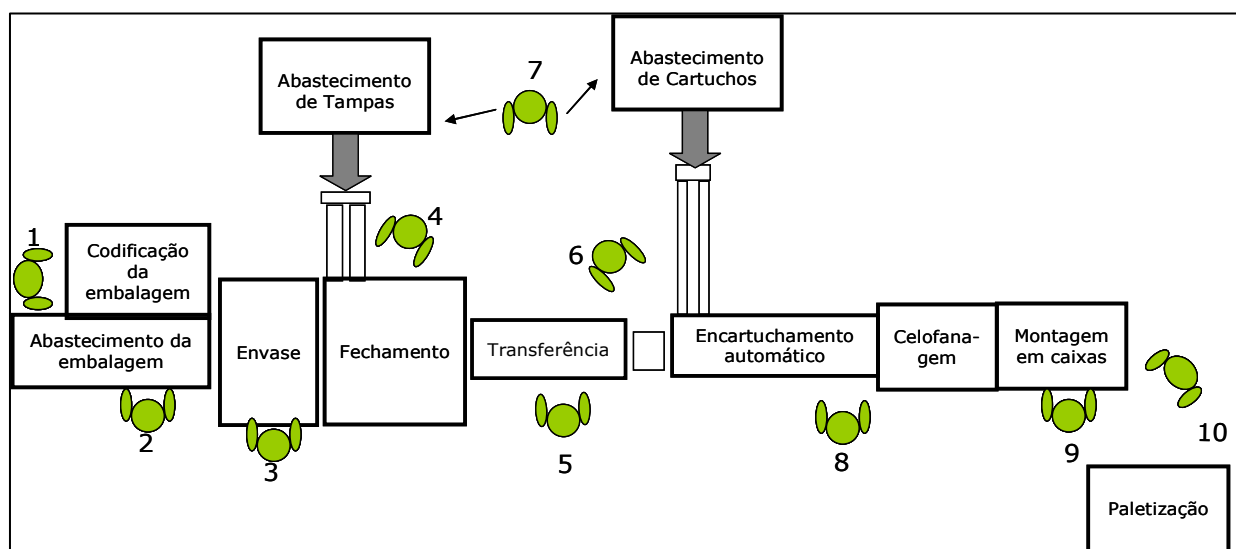 Abastecimento
de Tampas
7
Abastecimento
de Cartuchos
1
Codificação
da
embalagem
4
6
Abastecimento da
embalagem
Envase
Fechamento
Transferência
Encartuchamento
automático
Celofana-
gem
Montagem
em caixas
2
3
5
8
9
10
Paletização